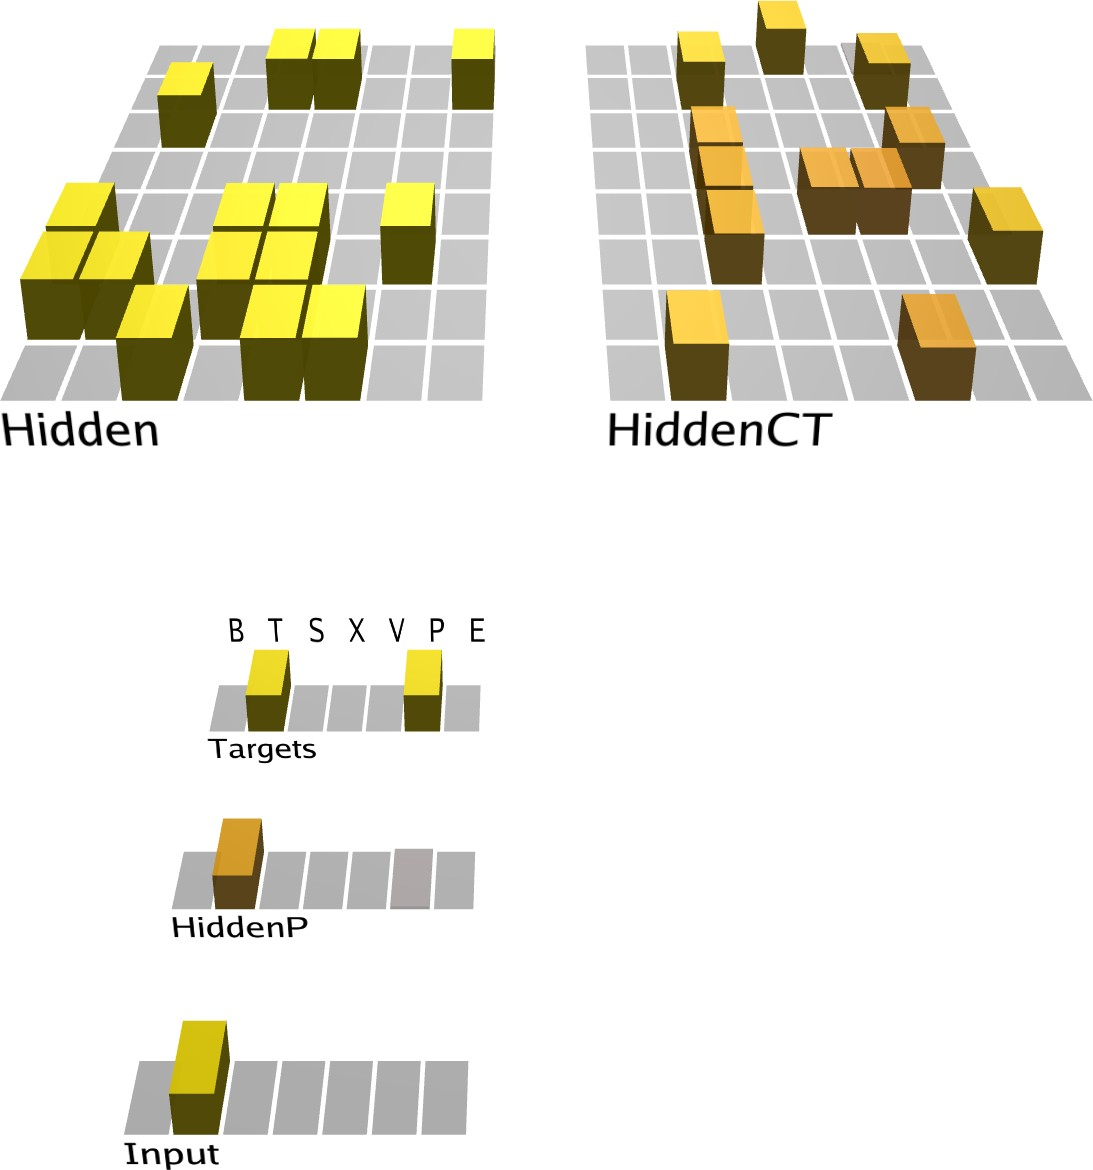 Hidden
HiddenCT
B T S X V P E
Targets
HiddenP
Input